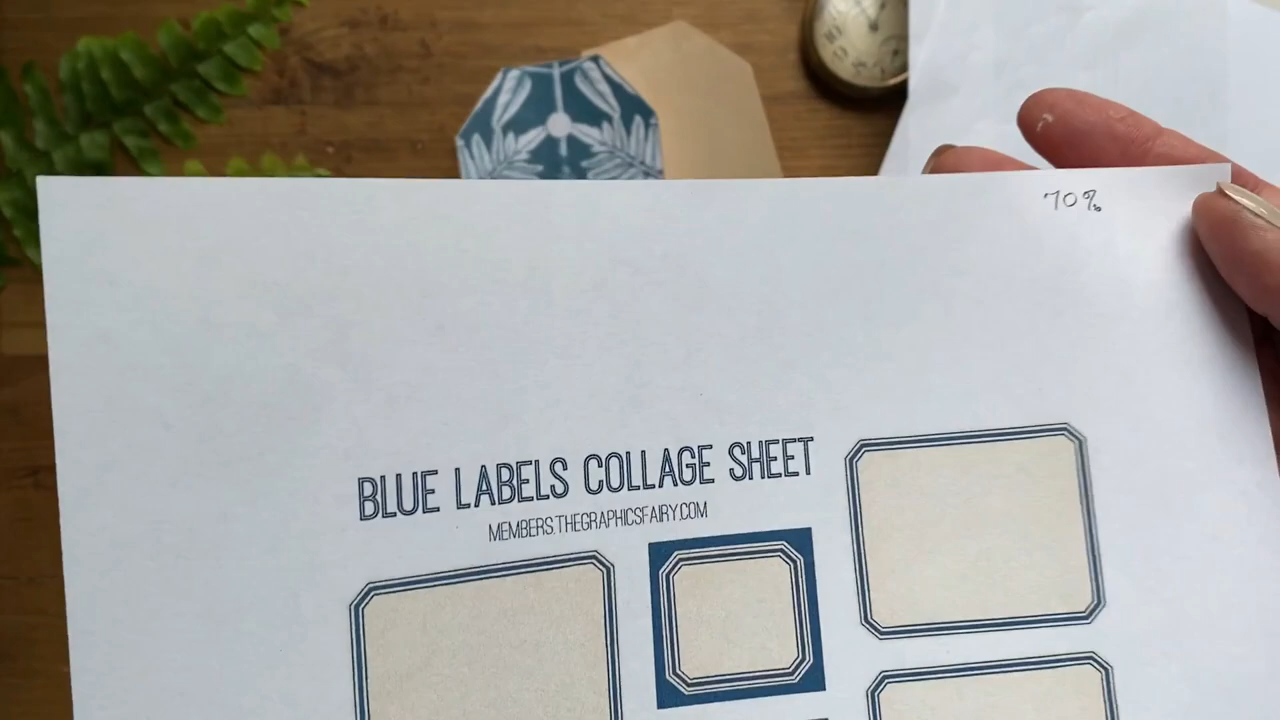 70%
BLUE LABELS COLLAGE SHEET
MEMBERS.THEGRAPHICSFAIRY.COM